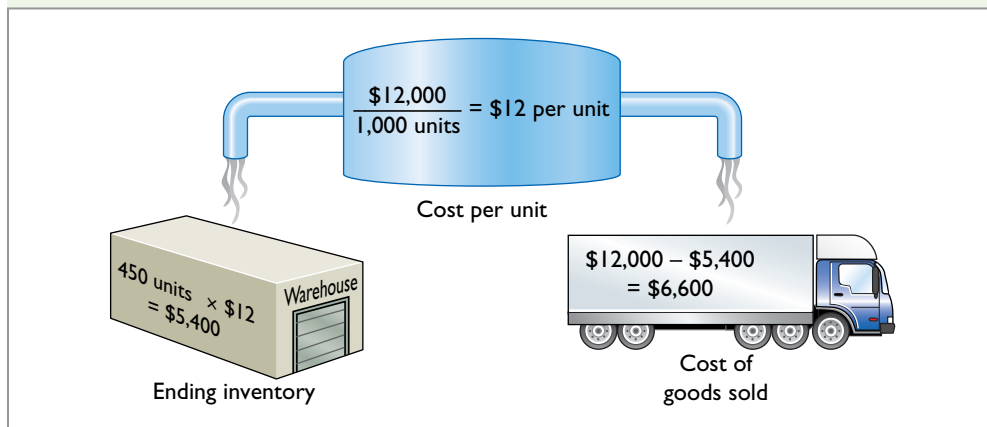 $12,000
1,000 units
= $12 per unit
Cost per unit
450 units × $12
= $5,400
Warehouse
Ending inventory
$12,000 – $5,400
= $6,600
Cost of
goods sold